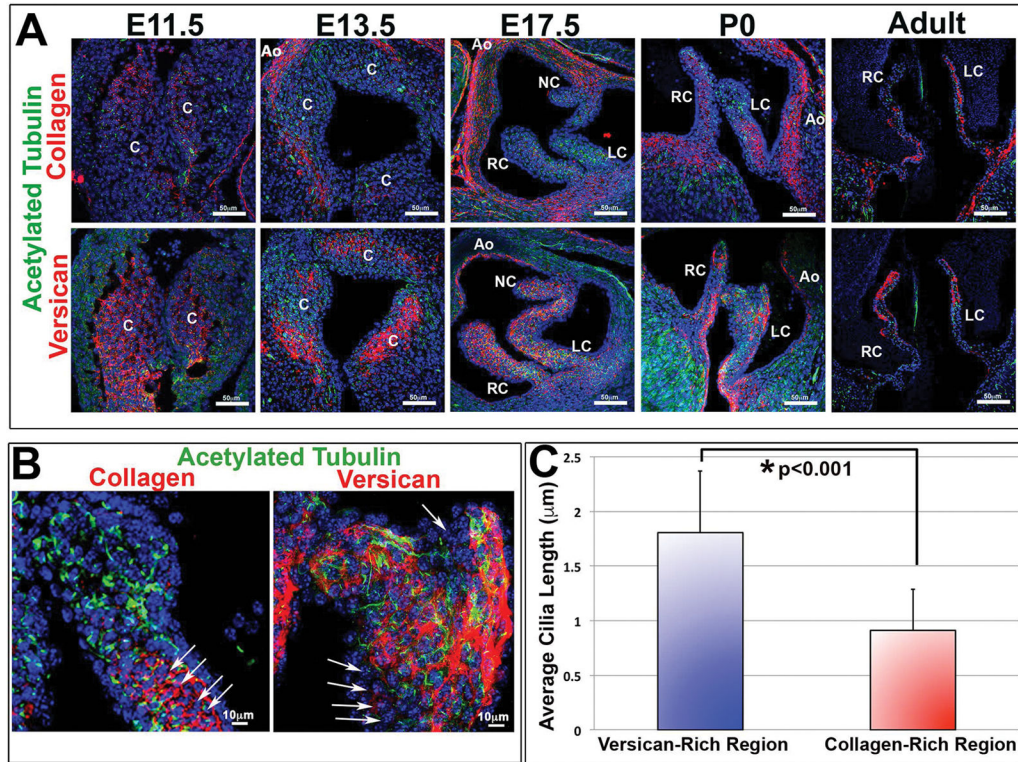 A
E11.5 E13.5 E17.5 P0 Adult
Acetylated Tubulin
Collagen
C
C
50μm
Ao
C
C
C
50μm
Ao
NC
RC
LC
50μm
RC
LC
Ao
50μm
RC
LC
50μm
Versican
C
C
50μm
C
C
C
50μm
Ao
NC
LC
RC
50μm
RC
Ao
LC
50μm
RC
LC
50μm
B
Acetylated Tubulin
Collagen Versican
10μm
10μm
C
Average Cilia Length (μm)
2.5
2
1.5
1
0.5
0
* p<0.001
Versican-Rich Region Collagen-Rich Region